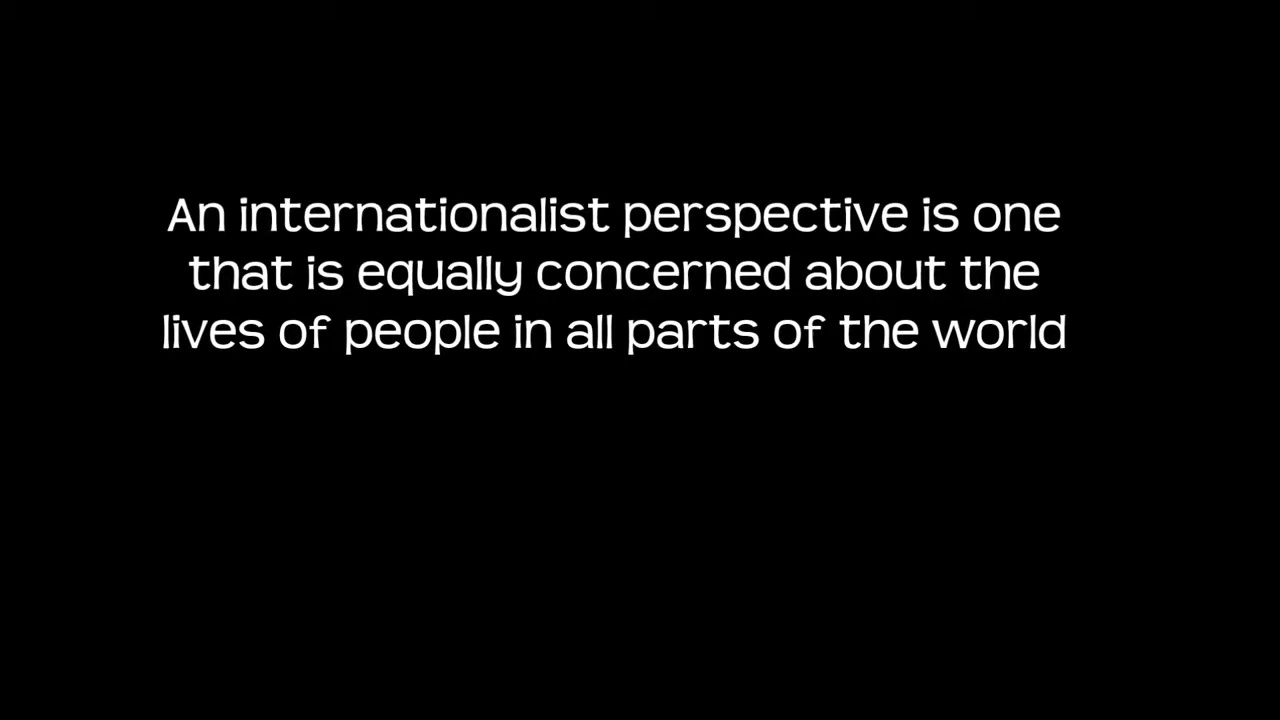 An internationalist perspective is one
that is equally concerned about the
lives of people in all parts of the world